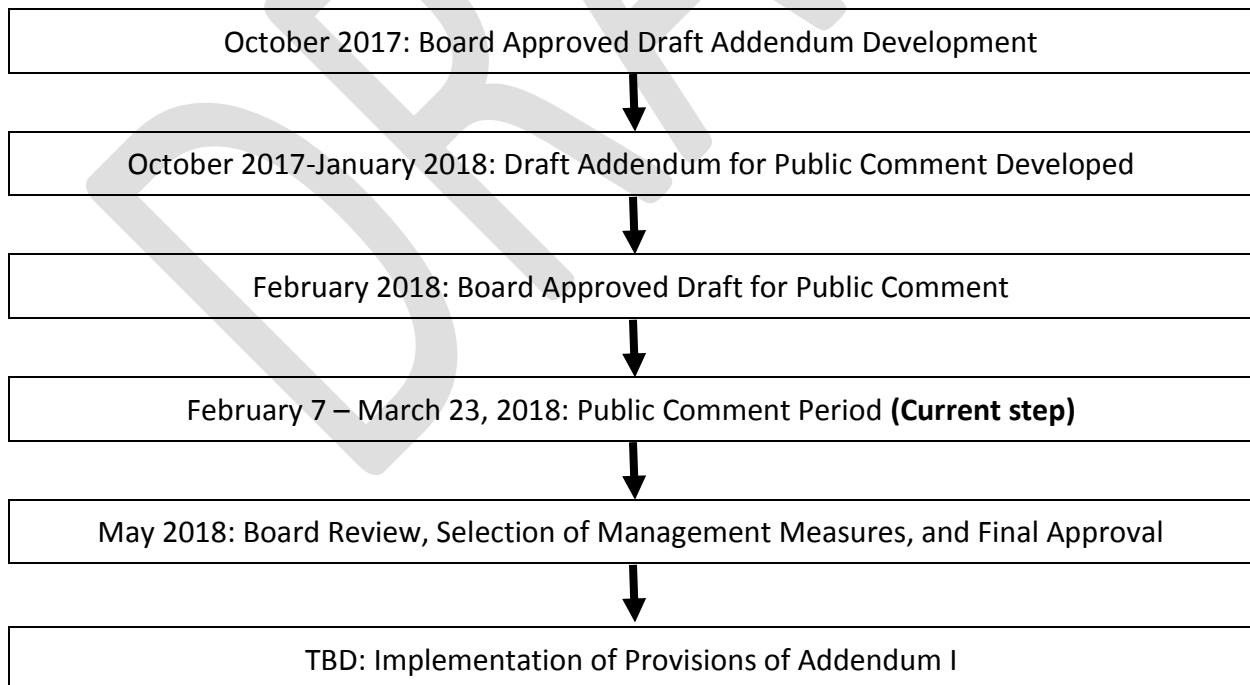 October 2017: Board Approved Draft Addendum Development
October 2017-January 2018: Draft Addendum for Public Comment Developed
February 2018: Board Approved Draft for Public Comment
February 7 – March 23, 2018: Public Comment Period (Current step)
May 2018: Board Review, Selection of Management Measures, and Final Approval
TBD: Implementation of Provisions of Addendum I